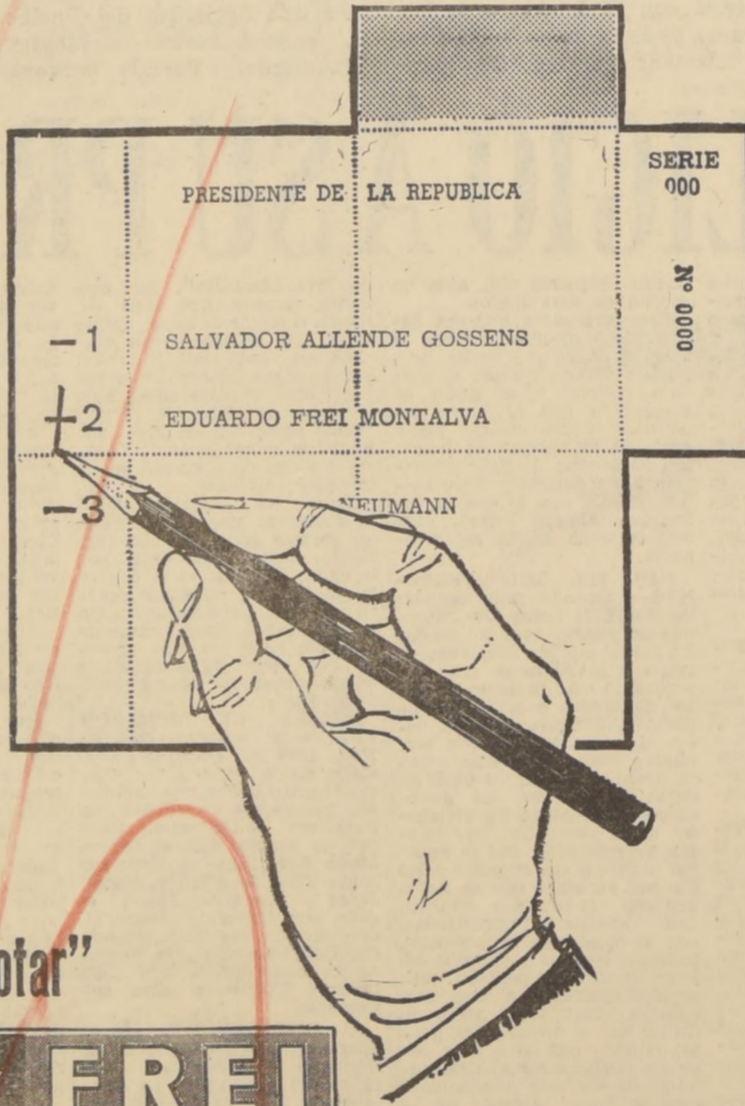 PRESIDENTE DE LA REPUBLICA
SERIE
000
Nº 0000
—1 SALVADOR ALLENDE GOSSENS
—2 EDUARDO FREI MONTALVA
—3 NEUMANN
otar"
FREI